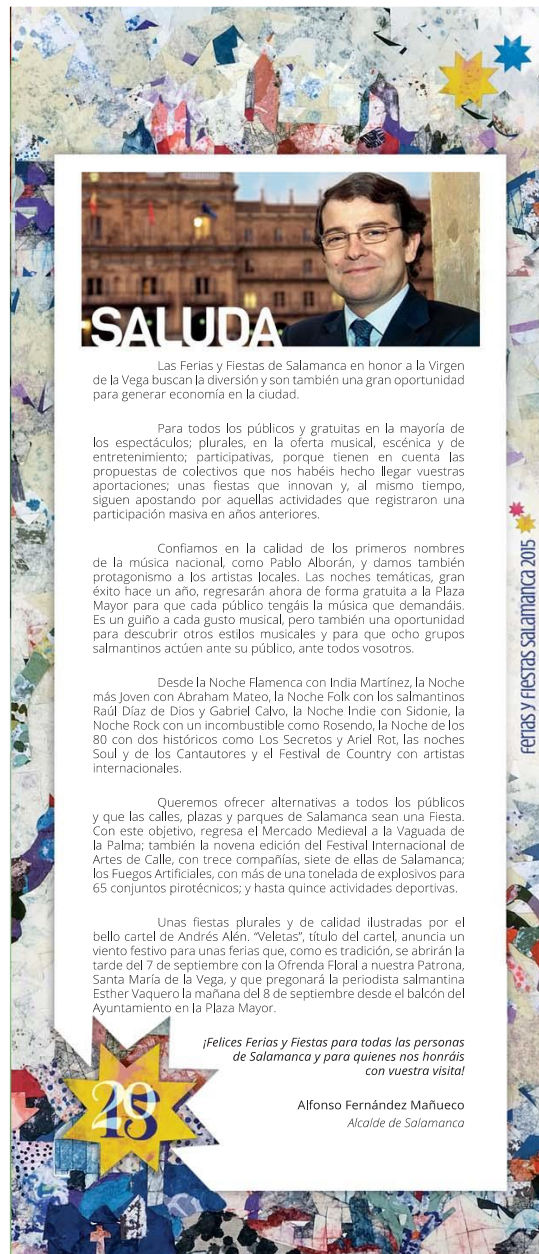 SALUDA
Las Ferias y Fiestas de Salamanca en honor a la Virgen
de la Vega buscan la diversión y son también una gran oportunidad
para generar economía en la ciudad.
Para todos los públicos y gratuitas en la mayoría de
los espectáculos; plurales, en la oferta musical, escénica y de
entretenimiento; participativas, porque tienen en cuenta las
propuestas de colectivos que nos habéis hecho llegar vuestras
aportaciones; unas fiestas que innovan y, al mismo tiempo,
siguen apostando por aquellas actividades que registraron una
participación masiva en años anteriores.
Confiamos en la calidad de los primeros nombres
de la música nacional, como Pablo Alborán, y damos también
protagonismo a los artistas locales. Las noches temáticas, gran
éxito hace un año, regresarán ahora de forma gratuita a la Plaza
Mayor para que cada público tengáis la música que demandáis.
Es un guiño a cada gusto musical, pero también una oportunidad
para descubrir otros estilos musicales y para que ocho grupos
salmantinos actúen ante su público, ante todos vosotros.
Desde la Noche Flamenca con India Martínez, la Noche
más Joven con Abraham Mateo, la Noche Folk con los salmantinos
Raúl Díaz de Dios y Gabriel Calvo, la Noche Indie con Sidonie, la
Noche Rock con un incombustible como Rosendo, la Noche de los
80 con dos históricos como Los Secretos y Ariel Rot, las noches
Soul y de los Cantautores y el Festival de Country con artistas
internacionales.
Queremos ofrecer alternativas a todos los públicos
y que las calles, plazas y parques de Salamanca sean una Fiesta.
Con este objetivo, regresa el Mercado Medieval a la Vaguada de
la Palma; también la novena edición del Festival Internacional de
Artes de Calle, con trece compañías, siete de ellas de Salamanca;
los Fuegos Artificiales, con más de una tonelada de explosivos para
65 conjuntos pirotécnicos; y hasta quince actividades deportivas.
Unas fiestas plurales y de calidad ilustradas por el
bello cartel de Andrés Alén. “Veletas”, título del cartel, anuncia un
viento festivo para unas ferias que, como es tradición, se abrirán la
tarde del 7 de septiembre con la Ofrenda Floral a nuestra Patrona,
Santa María de la Vega, y que pregonará la periodista salmantina
Esther Vaquero la mañana del 8 de septiembre desde el balcón del
Ayuntamiento en la Plaza Mayor.
¡Felices Ferias y Fiestas para todas las personas
de Salamanca y para quienes nos honráis
con vuestra visita!
Alfonso Fernández Mañueco
Alcalde de Salamanca
Ferias y Fiestas Salamanca 2015
20
15